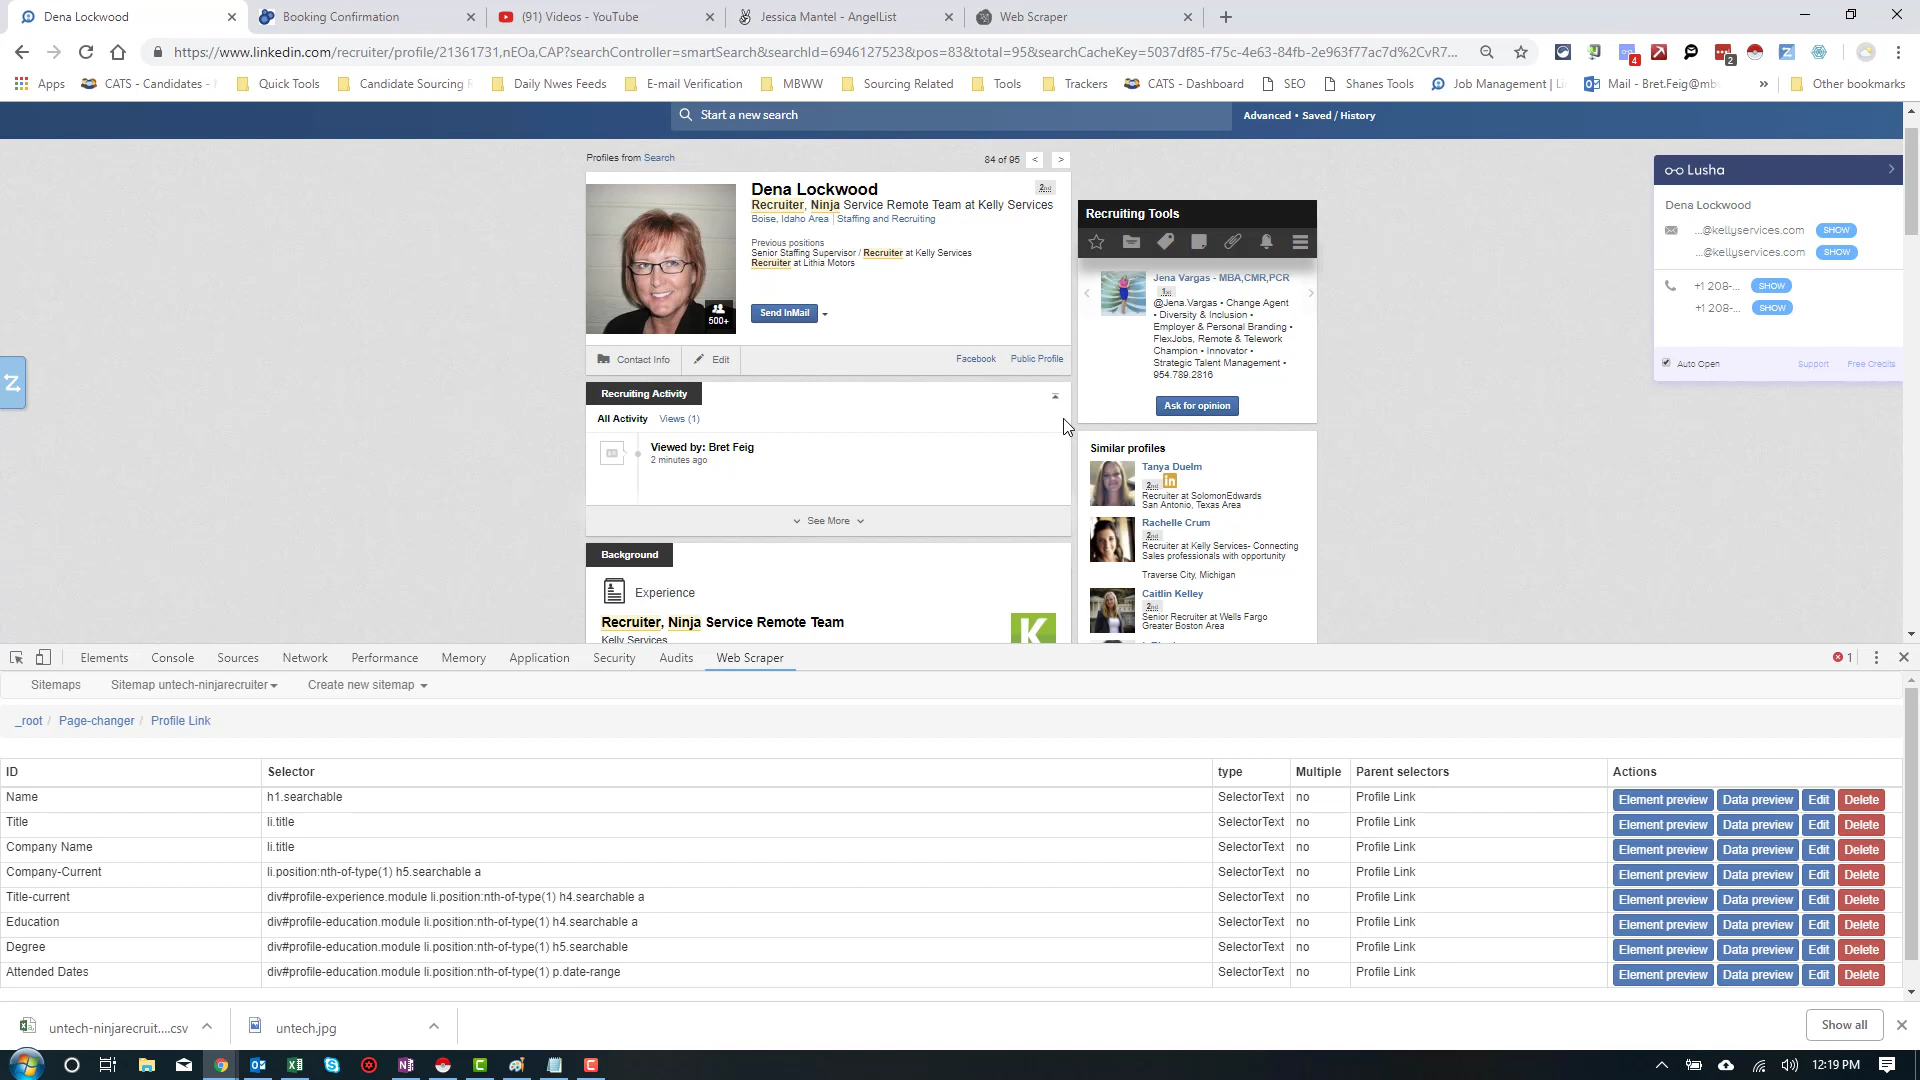 Dena Lockwood
Booking Confirmation
(91) Videos - YouTube
Jessica Mantel - AngelList
Web Scraper
https://www.linkedin.com/recruiter/profile/21361731,nEOa,CAP?searchController=smartSearch&searchId=6946127523&pos=83&total=95&searchCacheKey=5037df85-f75c-4e63-84fb-2e963f77ac7d%2CvR7...
4
2
Apps
CATS - Candidates -
Quick Tools
Candidate Sourcing
Daily Nwes Feeds
E-mail Verification
MBWW
Sourcing Related
Tools
Trackers
CATS - Dashboard
SEO
Shanes Tools
Job Management | Li
Mail - Bret.Feig@mb
»
Other bookmarks
Start a new search
Advanced • Saved / History
Profiles from Search
84 of 95 < >
Dena Lockwood
2nd
Recruiter, Ninja Service Remote Team at Kelly Services
Boise, Idaho Area | Staffing and Recruiting
Previous positions
Senior Staffing Supervisor / Recruiter at Kelly Services
Recruiter at Lithia Motors
500+
Send InMail
Contact Info
Edit
Facebook
Public Profile
Recruiting Activity
All Activity
Views (1)
Viewed by: Bret Feig
2 minutes ago
See More
Background
Experience
Recruiter, Ninja Service Remote Team
Kelly Services
K
Recruiting Tools
Jena Vargas - MBA,CMR,PCR
1st
@Jena.Vargas • Change Agent
• Diversity & Inclusion •
Employer & Personal Branding •
FlexJobs, Remote & Telework
Champion • Innovator •
Strategic Talent Management •
954.789.2816
Ask for opinion
Similar profiles
Tanya Duelm
2nd in
Recruiter at SolomonEdwards
San Antonio, Texas Area
Rachelle Crum
2nd
Recruiter at Kelly Services- Connecting
Sales professionals with opportunity
Traverse City, Michigan
Caitlin Kelley
2nd
Senior Recruiter at Wells Fargo
Greater Boston Area
Lusha
Dena Lockwood
...@kellyservices.com SHOW
...@kellyservices.com SHOW
+1 208-... SHOW
+1 208-... SHOW
Auto Open
Support
Free Credits
Elements
Console
Sources
Network
Performance
Memory
Application
Security
Audits
Web Scraper
1
Sitemaps
Sitemap untech-ninjarecruiter
Create new sitemap
_root / Page-changer / Profile Link
ID Selector type Multiple Parent selectors Actions
Name h1.searchable SelectorText no Profile Link Element preview Data preview Edit Delete
Title li.title SelectorText no Profile Link Element preview Data preview Edit Delete
Company Name li.title SelectorText no Profile Link Element preview Data preview Edit Delete
Company-Current li.position:nth-of-type(1) h5.searchable a SelectorText no Profile Link Element preview Data preview Edit Delete
Title-current div#profile-experience.module li.position:nth-of-type(1) h4.searchable a SelectorText no Profile Link Element preview Data preview Edit Delete
Education div#profile-education.module li.position:nth-of-type(1) h4.searchable a SelectorText no Profile Link Element preview Data preview Edit Delete
Degree div#profile-education.module li.position:nth-of-type(1) h5.searchable SelectorText no Profile Link Element preview Data preview Edit Delete
Attended Dates div#profile-education.module li.position:nth-of-type(1) p.date-range SelectorText no Profile Link Element preview Data preview Edit Delete
untech-ninjarecruit....csv
untech.jpg
Show all
12:19 PM